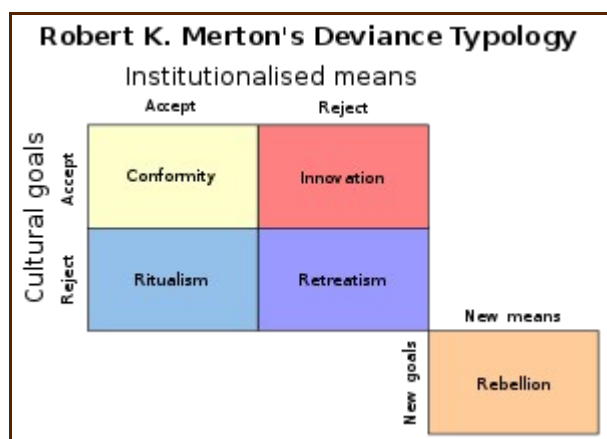 Robert K. Merton's Deviance Typology
Institutionalised means
Accept Reject
Cultural goals
Accept
Conformity Innovation
Reject
Ritualism Retreatism
New means
New goals
Rebellion